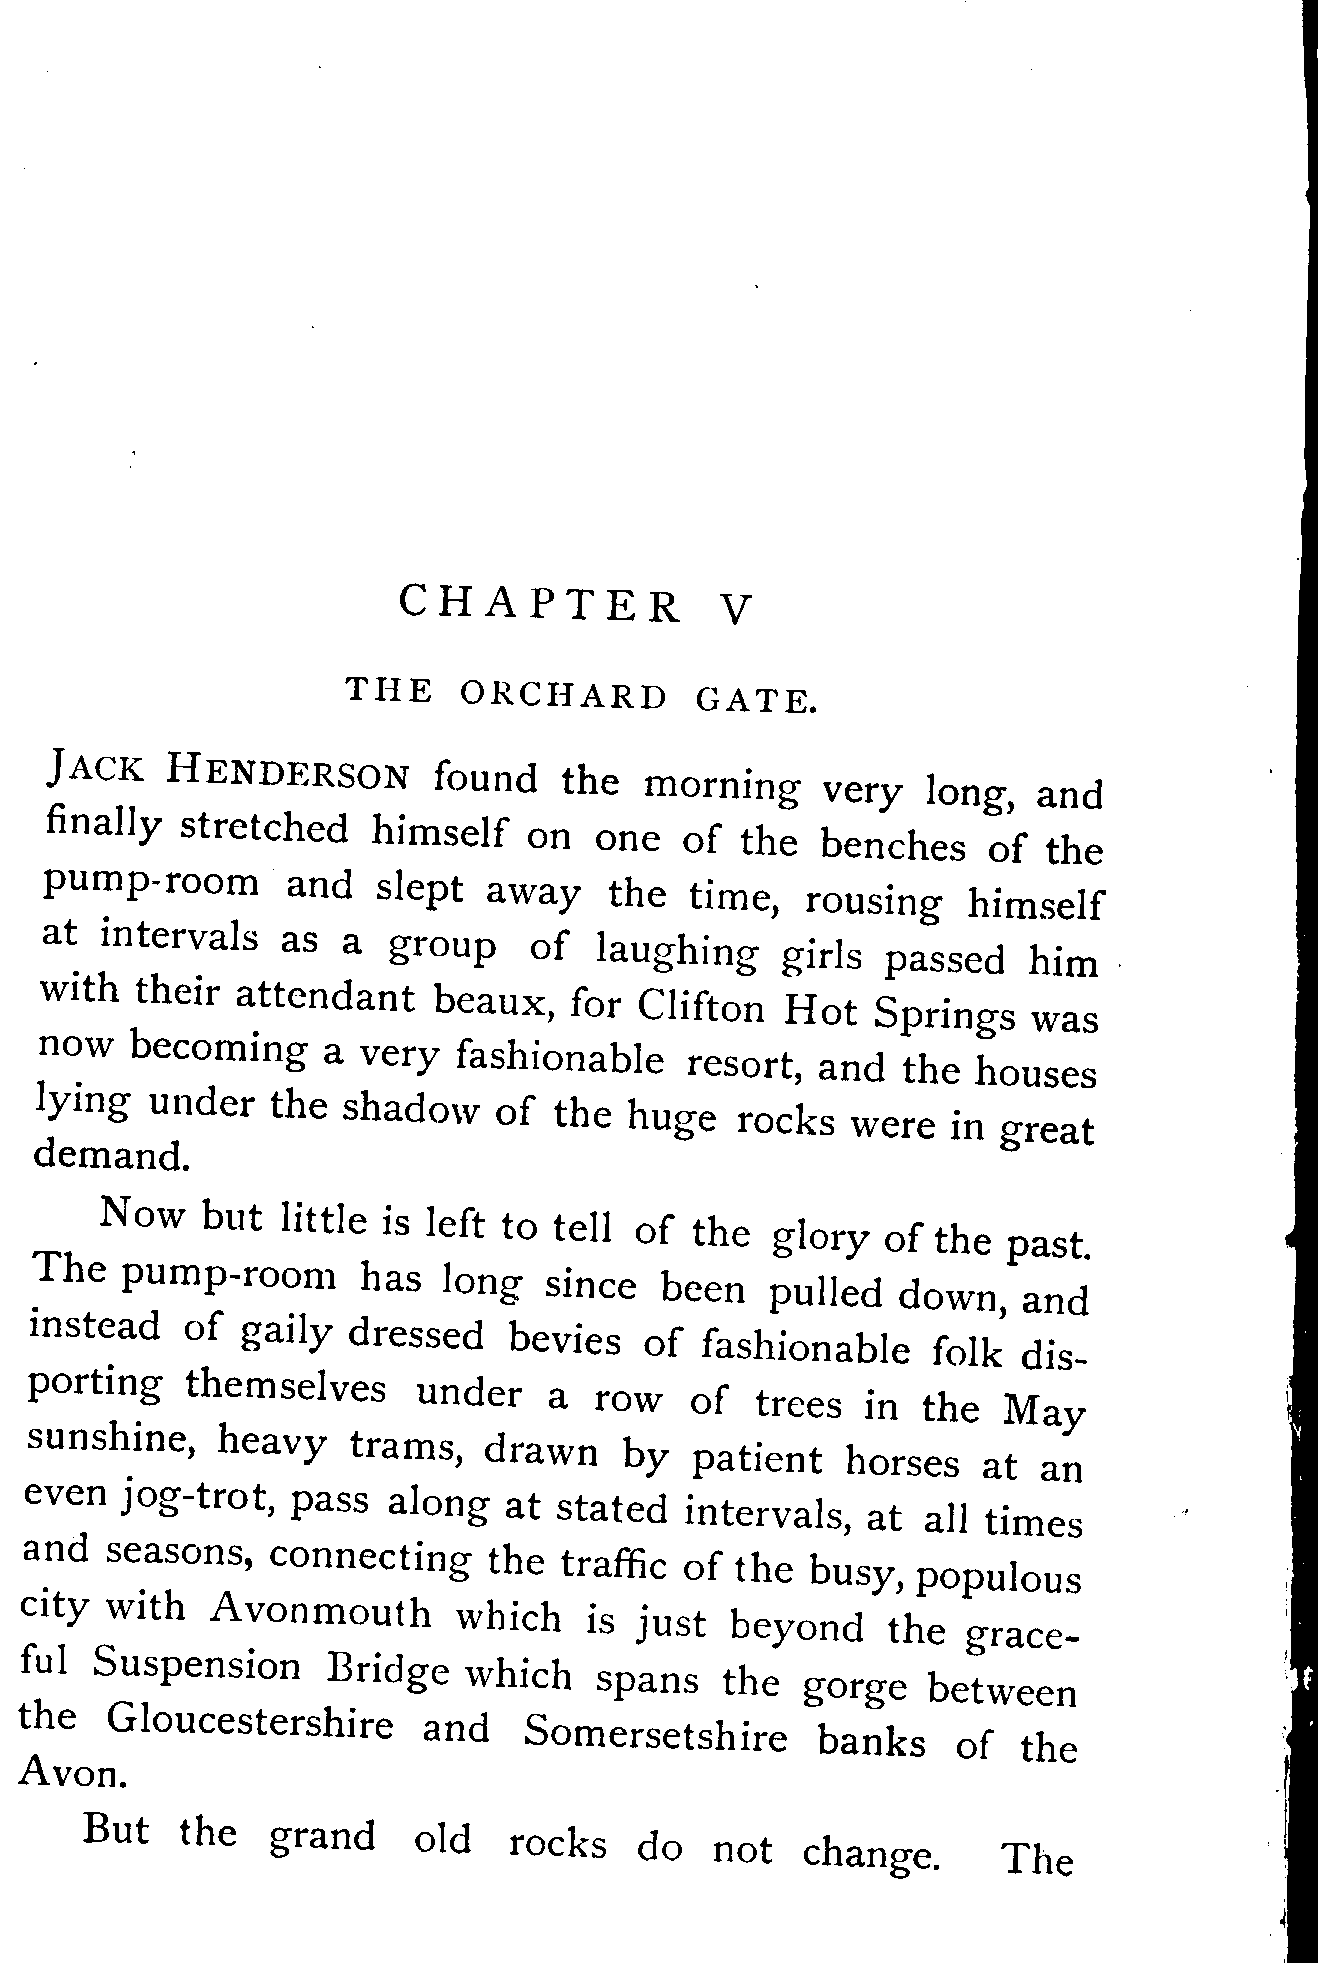 CHAPTER V
THE ORCHARD GATE.
JACK HENDERSON found the morning very long, and
finally stretched himself on one of the benches of the
pump-room and slept away the time, rousing himself
at intervals as a group of laughing girls passed him
with their attendant beaux, for Clifton Hot Springs was
now becoming a very fashionable resort, and the houses
lying under the shadow of the huge rocks were in great
demand.
Now but little is left to tell of the glory of the past.
The pump-room has long since been pulled down, and
instead of gaily dressed bevies of fashionable folk dis-
porting themselves under a row of trees in the May
sunshine, heavy trams, drawn by patient horses at an
even jog-trot, pass along at stated intervals, at all times
and seasons, connecting the traffic of the busy, populous
city with Avonmouth which is just beyond the grace-
ful Suspension Bridge which spans the gorge between
the Gloucestershire and Somersetshire banks of the
Avon.
But the grand old rocks do not change. The